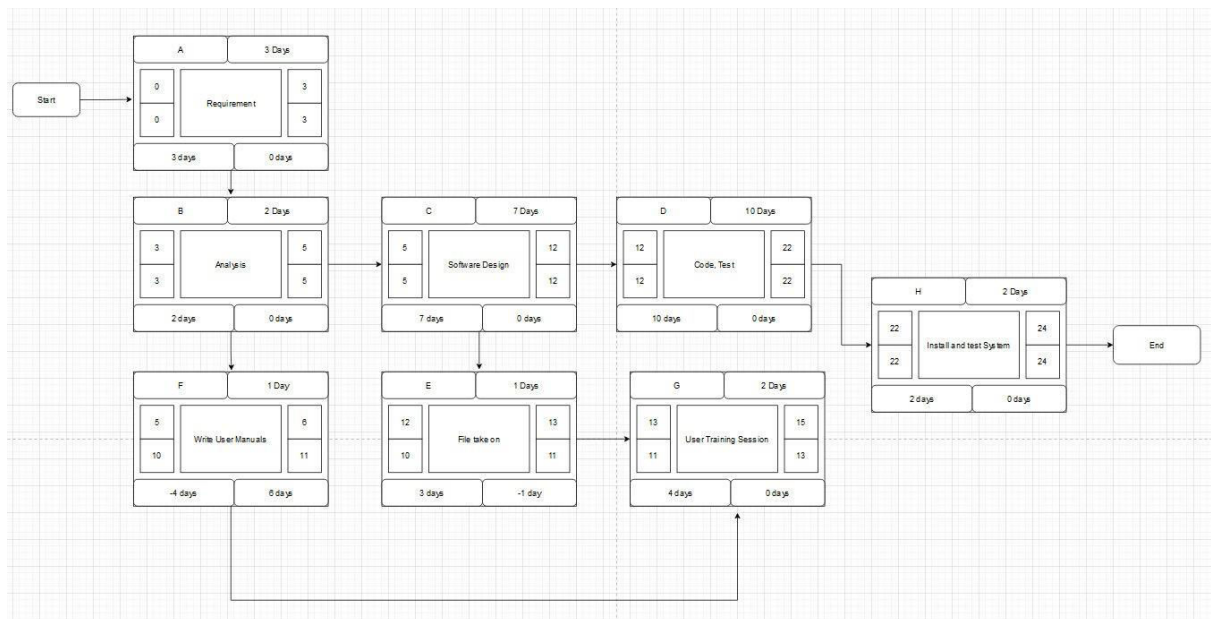 Start
A 3 Days
0 3
Requirement
0 3
3 days 0 days
B 2 Days
3 5
Analysis
3 5
2 days 0 days
C 7 Days
5 12
Software Design
5 12
7 days 0 days
D 10 Days
12 22
Code, Test
12 22
10 days 0 days
H 2 Days
22 24
Install and test System
22 24
2 days 0 days
End
F 1 Day
5 6
Write User Manuals
10 11
-4 days 6 days
E 1 Days
12 13
File take on
10 11
3 days -1 day
G 2 Days
13 15
User Training Session
11 13
4 days 0 days